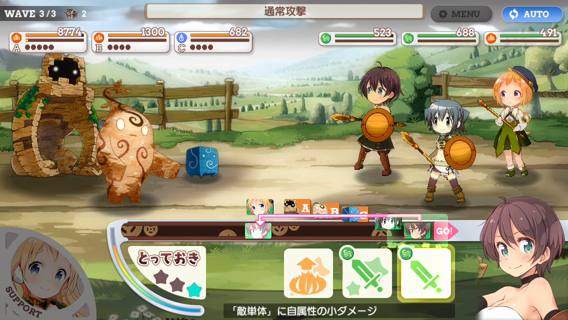 WAVE 3/3 2
通常攻撃
MENU
AUTO
8774
A
1300
B
682
C
523
688
491
A
B
C
GO!
とっておき
SUPPORT
「敵単体」に自属性の小ダメージ